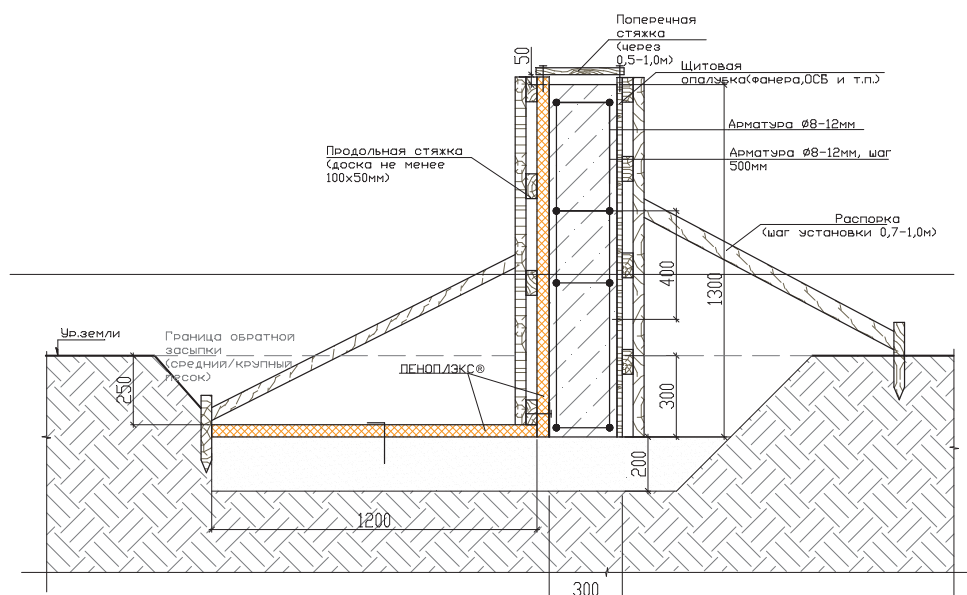 Поперечная
стяжка
(через
0,5-1,0м)
50
Щитовая
опалубка(фанера,ОСБ и т.п.)
Арматура Ø8-12мм
Продольная стяжка
(доска не менее
100х50мм)
Арматура Ø8-12мм, шаг
500мм
Распорка
(шаг установки 0,7-1,0м)
400
1300
Ур.земли
Граница обратной
засыпки
(средний/крупный
песок)
ПЕНОПЛЭКС®
250
300
200
1200
300